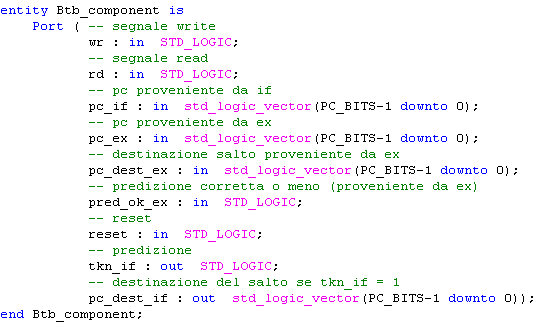 entity Btb_component is
Port ( -- segnale write
wr : in STD_LOGIC;
-- segnale read
rd : in STD_LOGIC;
-- pc proveniente da if
pc_if : in std_logic_vector(PC_BITS-1 downto 0);
-- pc proveniente da ex
pc_ex : in std_logic_vector(PC_BITS-1 downto 0);
-- destinazione salto proveniente da ex
pc_dest_ex : in std_logic_vector(PC_BITS-1 downto 0);
-- predizione corretta o meno (proveniente da ex)
pred_ok_ex : in STD_LOGIC;
-- reset
reset : in STD_LOGIC;
-- predizione
tkn_if : out STD_LOGIC;
-- destinazione del salto se tkn_if = 1
pc_dest_if : out std_logic_vector(PC_BITS-1 downto 0));
end Btb_component;